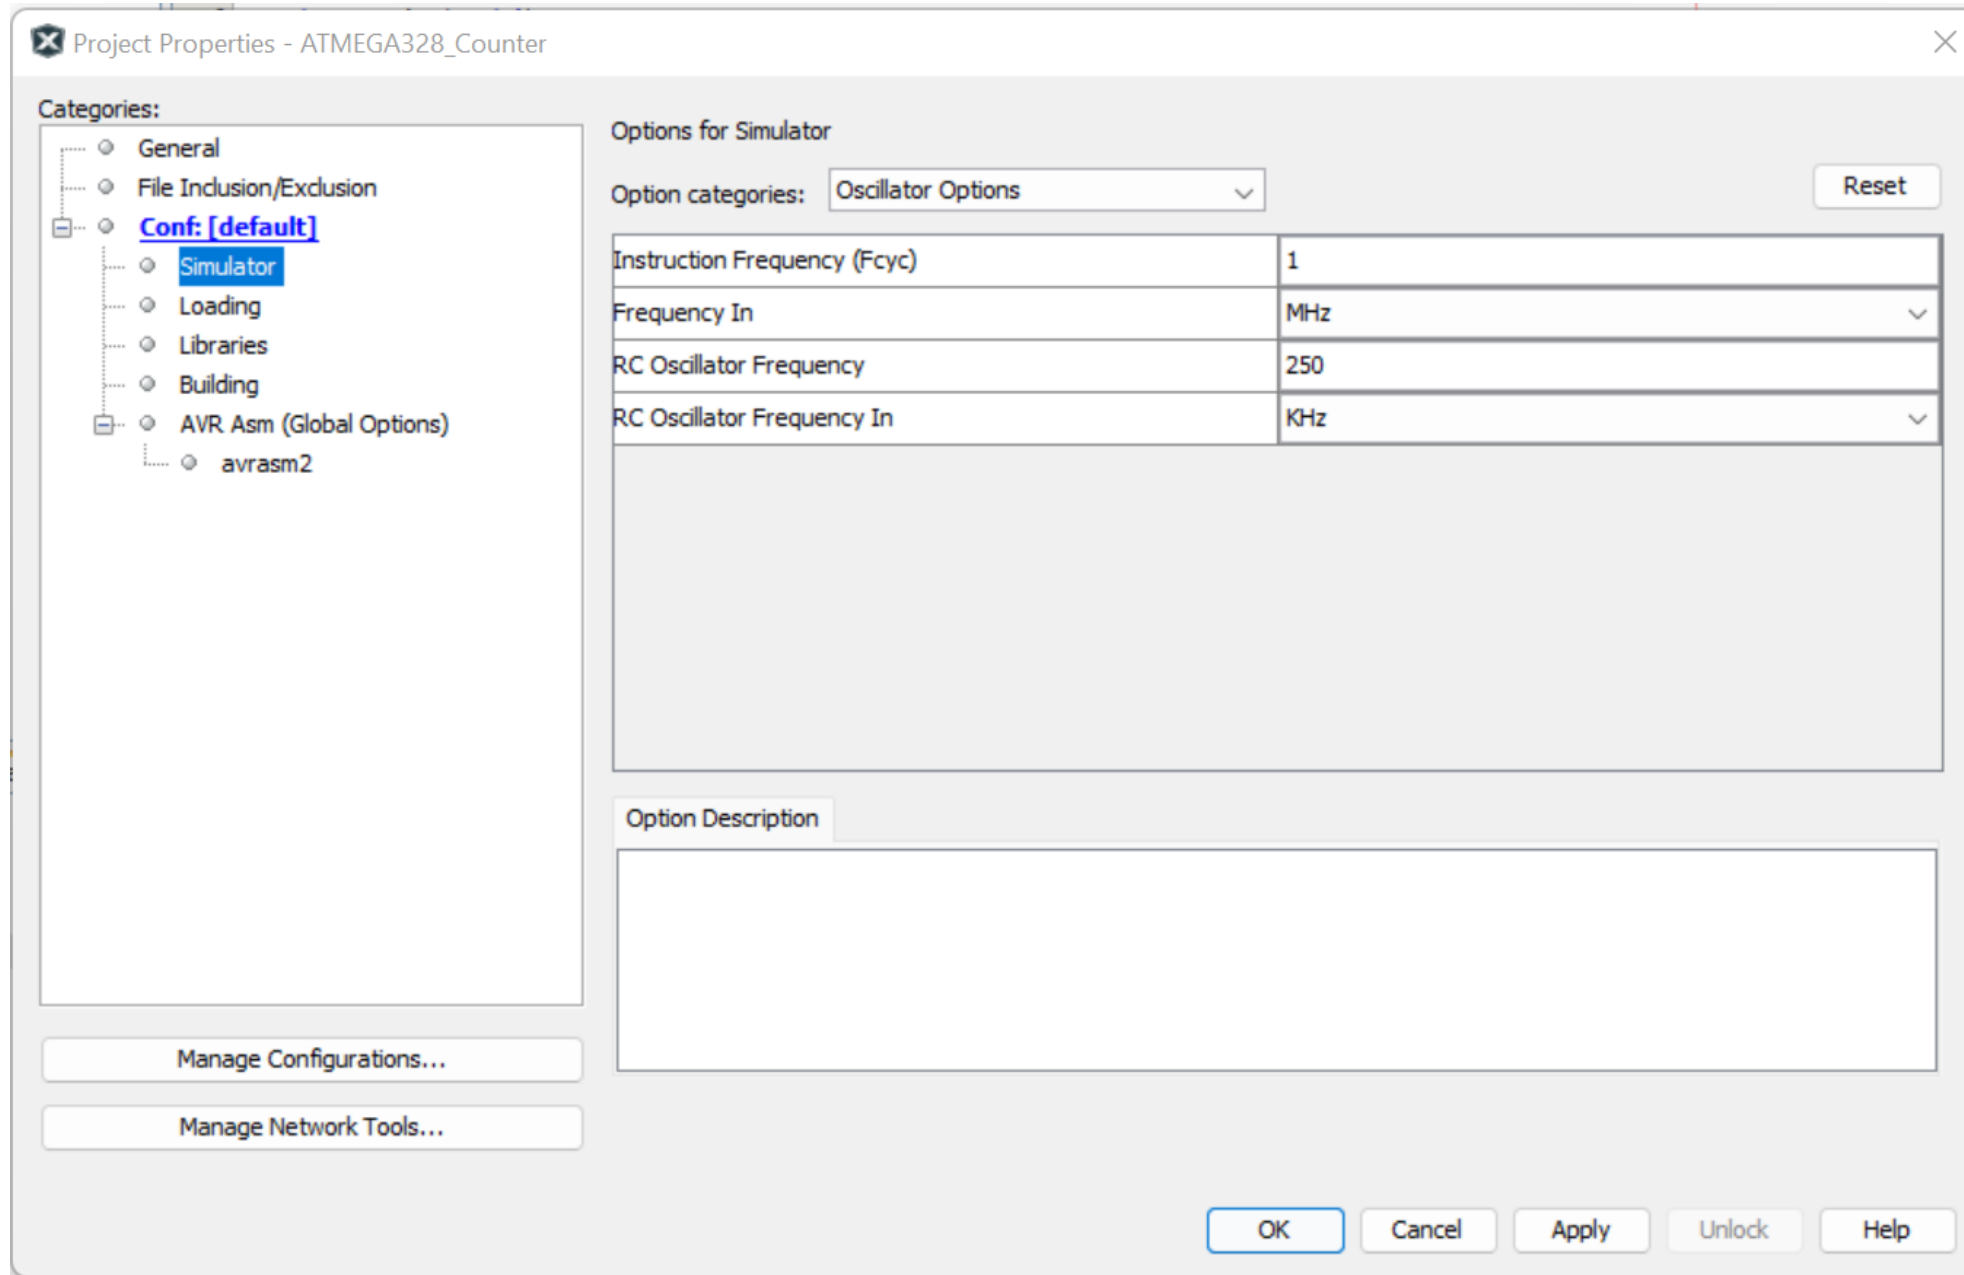 Project Properties - ATMEGA328_Counter
Categories:
General
File Inclusion/Exclusion
Conf: [default]
Simulator
Loading
Libraries
Building
AVR Asm (Global Options)
avrasm2
Manage Configurations...
Manage Network Tools...
Options for Simulator
Option categories: Oscillator Options Reset
Instruction Frequency (Fcyc) 1
Frequency In MHz
RC Oscillator Frequency 250
RC Oscillator Frequency In KHz
Option Description
OK Cancel Apply Unlock Help